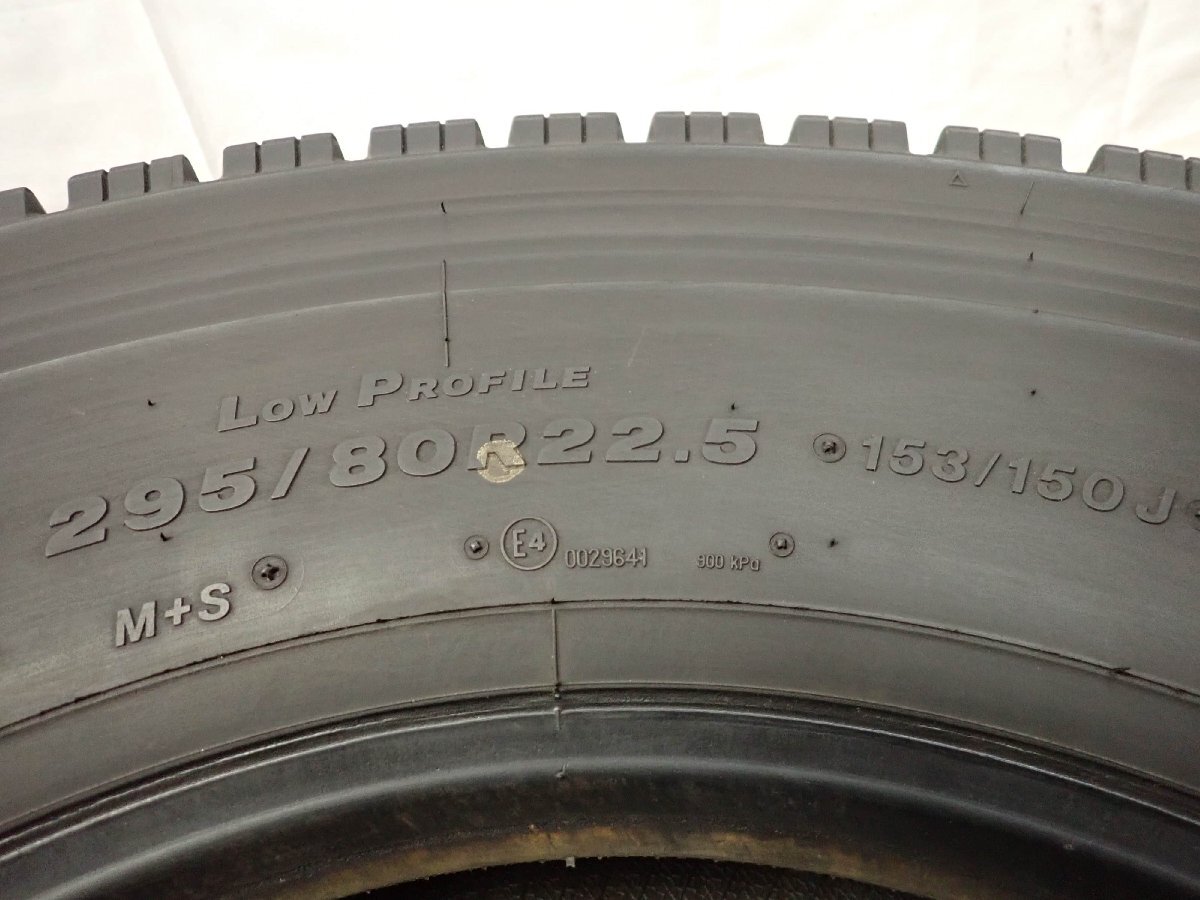 LOW PROFILE
295/80R22.5 153/150J
E4 0029641 900 kPa
M+S